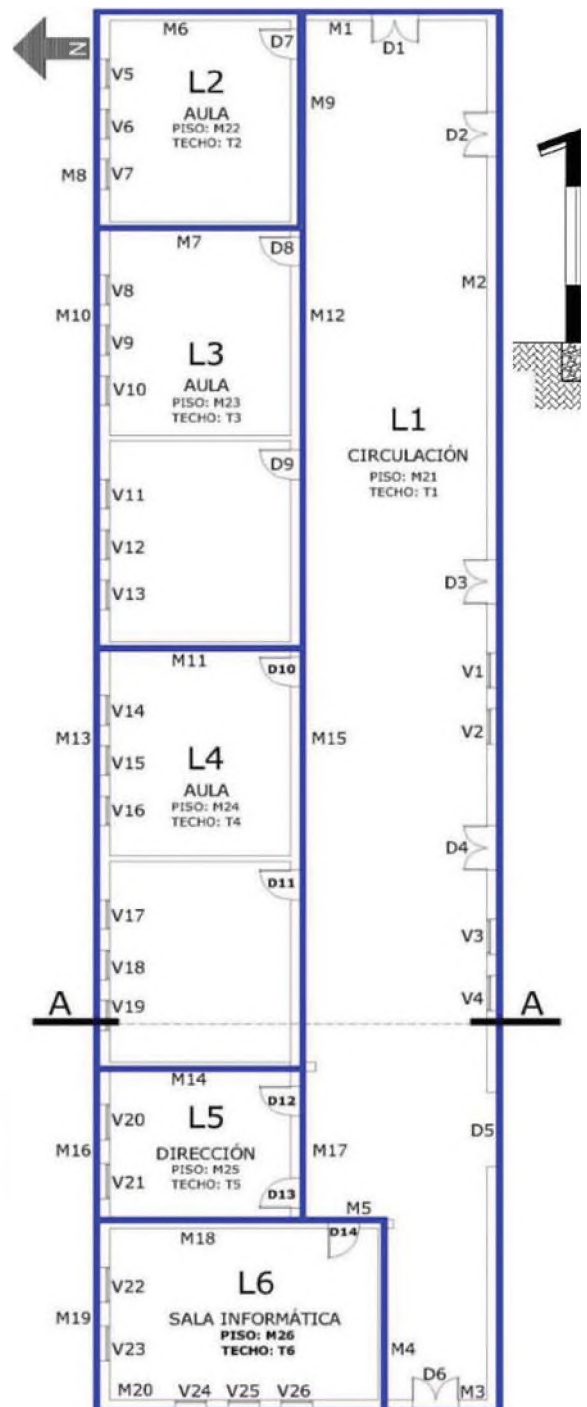 N
M6
D7
M1
D1
V5
L2
AULA
PISO: M22
TECHO: T2
M9
V6
D2
M8
V7
M7
D8
V8
M2
M10
M12
V9
L3
AULA
PISO: M23
TECHO: T3
V10
L1
CIRCULACIÓN
PISO: M21
TECHO: T1
D9
V11
V12
V13
D3
M11
D10
V1
V14
V2
M13
M15
V15
L4
AULA
PISO: M24
TECHO: T4
V16
D4
D11
V17
V3
V18
V4
V19
A
A
M14
D12
V20
L5
D5
DIRECCIÓN
PISO: M25
TECHO: T5
M16
M17
V21
D13
M5
M18
D14
V22
L6
M19
SALA INFORMÁTICA
PISO: M26
TECHO: T6
V23
M4
D6
M20
V24
V25
V26
M3